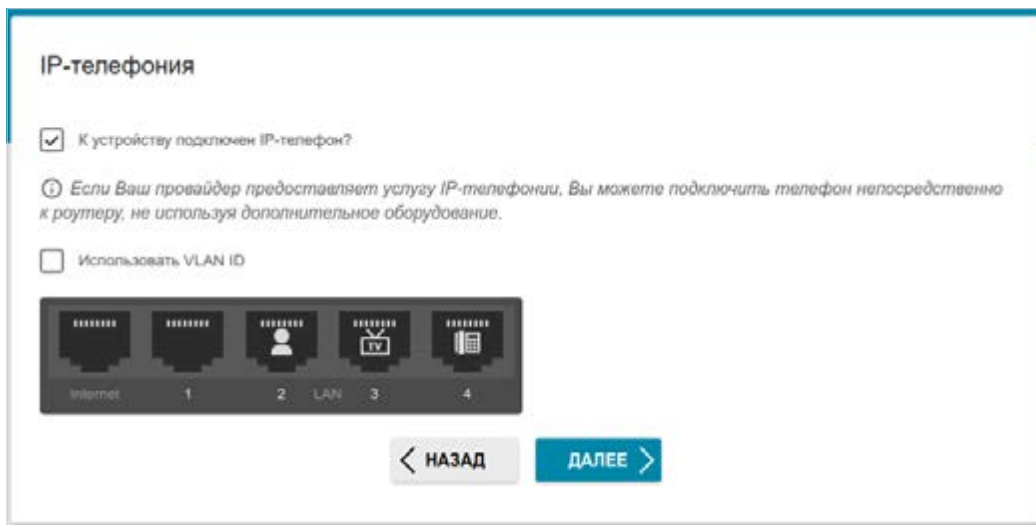 IP-телефония
К устройству подключен IP-телефон?
Если Ваш провайдер предоставляет услугу IP-телефонии, Вы можете подключить телефон непосредственно
к роутеру, не используя дополнительное оборудование.
Использовать VLAN ID
TV
Internet 1 2 LAN 3 4
НАЗАД ДАЛЕЕ